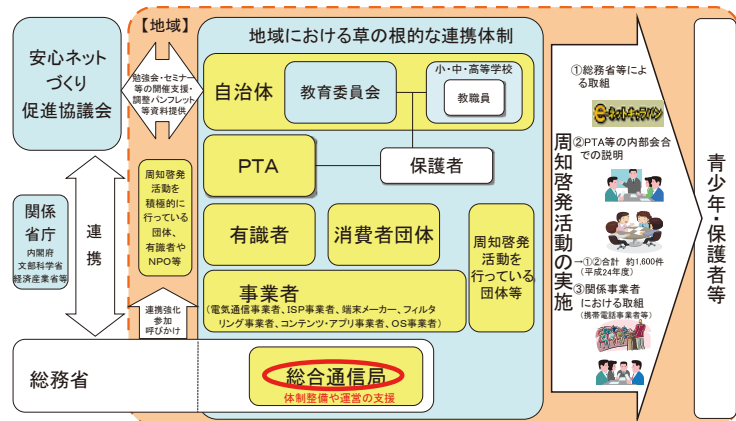 安心ネット
づくり
促進協議会
関係
省庁
内閣府
文部科学省
経済産業省等
連
携
【地域】
勉強会・セミナー
等の開催支援・
調整パンフレット
等資料提供
周知啓発
活動を
積極的に
行っている
団体、
有識者や
NPO等
連携強化
参加
呼びかけ
地域における草の根的な連携体制
自治体
教育委員会
小・中・高等学校
教職員
PTA
保護者
有識者
消費者団体
周知啓発
活動を
行っている
団体等
事業者
(電気通信事業者、ISP事業者、端末メーカー、フィルタ
リング事業者、コンテンツ・アプリ事業者、OS事業者)
総務省
総合通信局
体制整備や運営の支援
周知啓発活動の実施
①総務省等によ
る取組
e-ネットキャラバン
②PTA等の内部会合
での説明
→①②合計 約1,600件
(平成24年度)
③関係事業者
における取組
(携帯電話事業者等)
青少年・保護者等